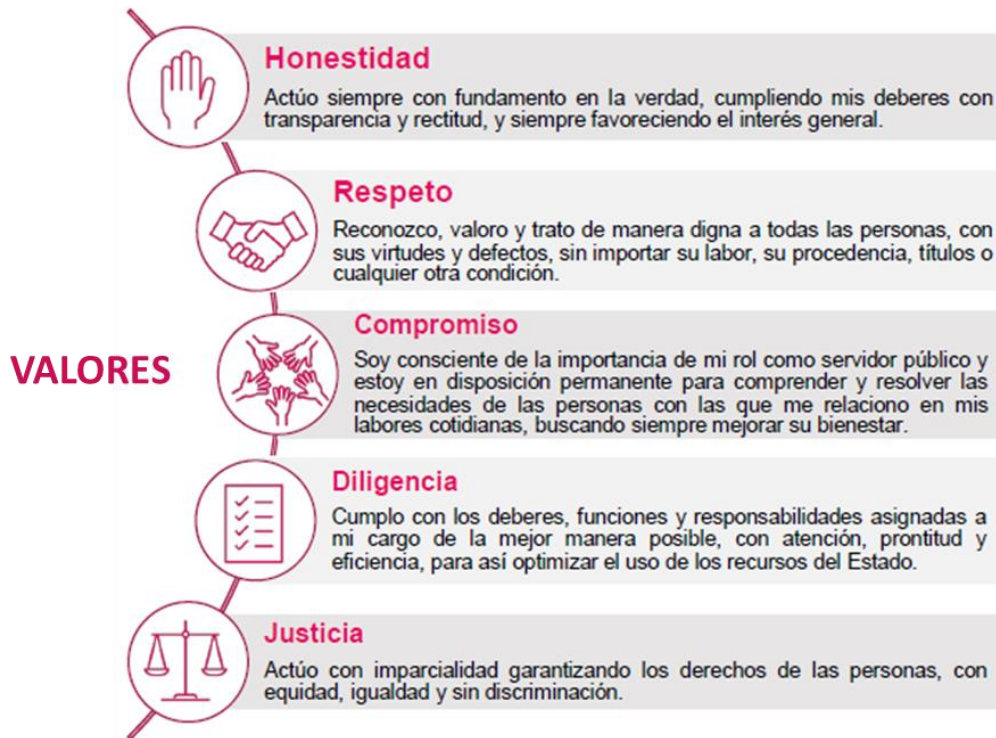 Honestidad
Actúo siempre con fundamento en la verdad, cumpliendo mis deberes con
transparencia y rectitud, y siempre favoreciendo el interés general.
Respeto
Reconozco, valoro y trato de manera digna a todas las personas, con
sus virtudes y defectos, sin importar su labor, su procedencia, títulos o
cualquier otra condición.
VALORES
Compromiso
Soy consciente de la importancia de mi rol como servidor público y
estoy en disposición permanente para comprender y resolver las
necesidades de las personas con las que me relaciono en mis
labores cotidianas, buscando siempre mejorar su bienestar.
Diligencia
Cumplo con los deberes, funciones y responsabilidades asignadas a
mi cargo de la mejor manera posible, con atención, prontitud y
eficiencia, para así optimizar el uso de los recursos del Estado.
Justicia
Actúo con imparcialidad garantizando los derechos de las personas, con
equidad, igualdad y sin discriminación.